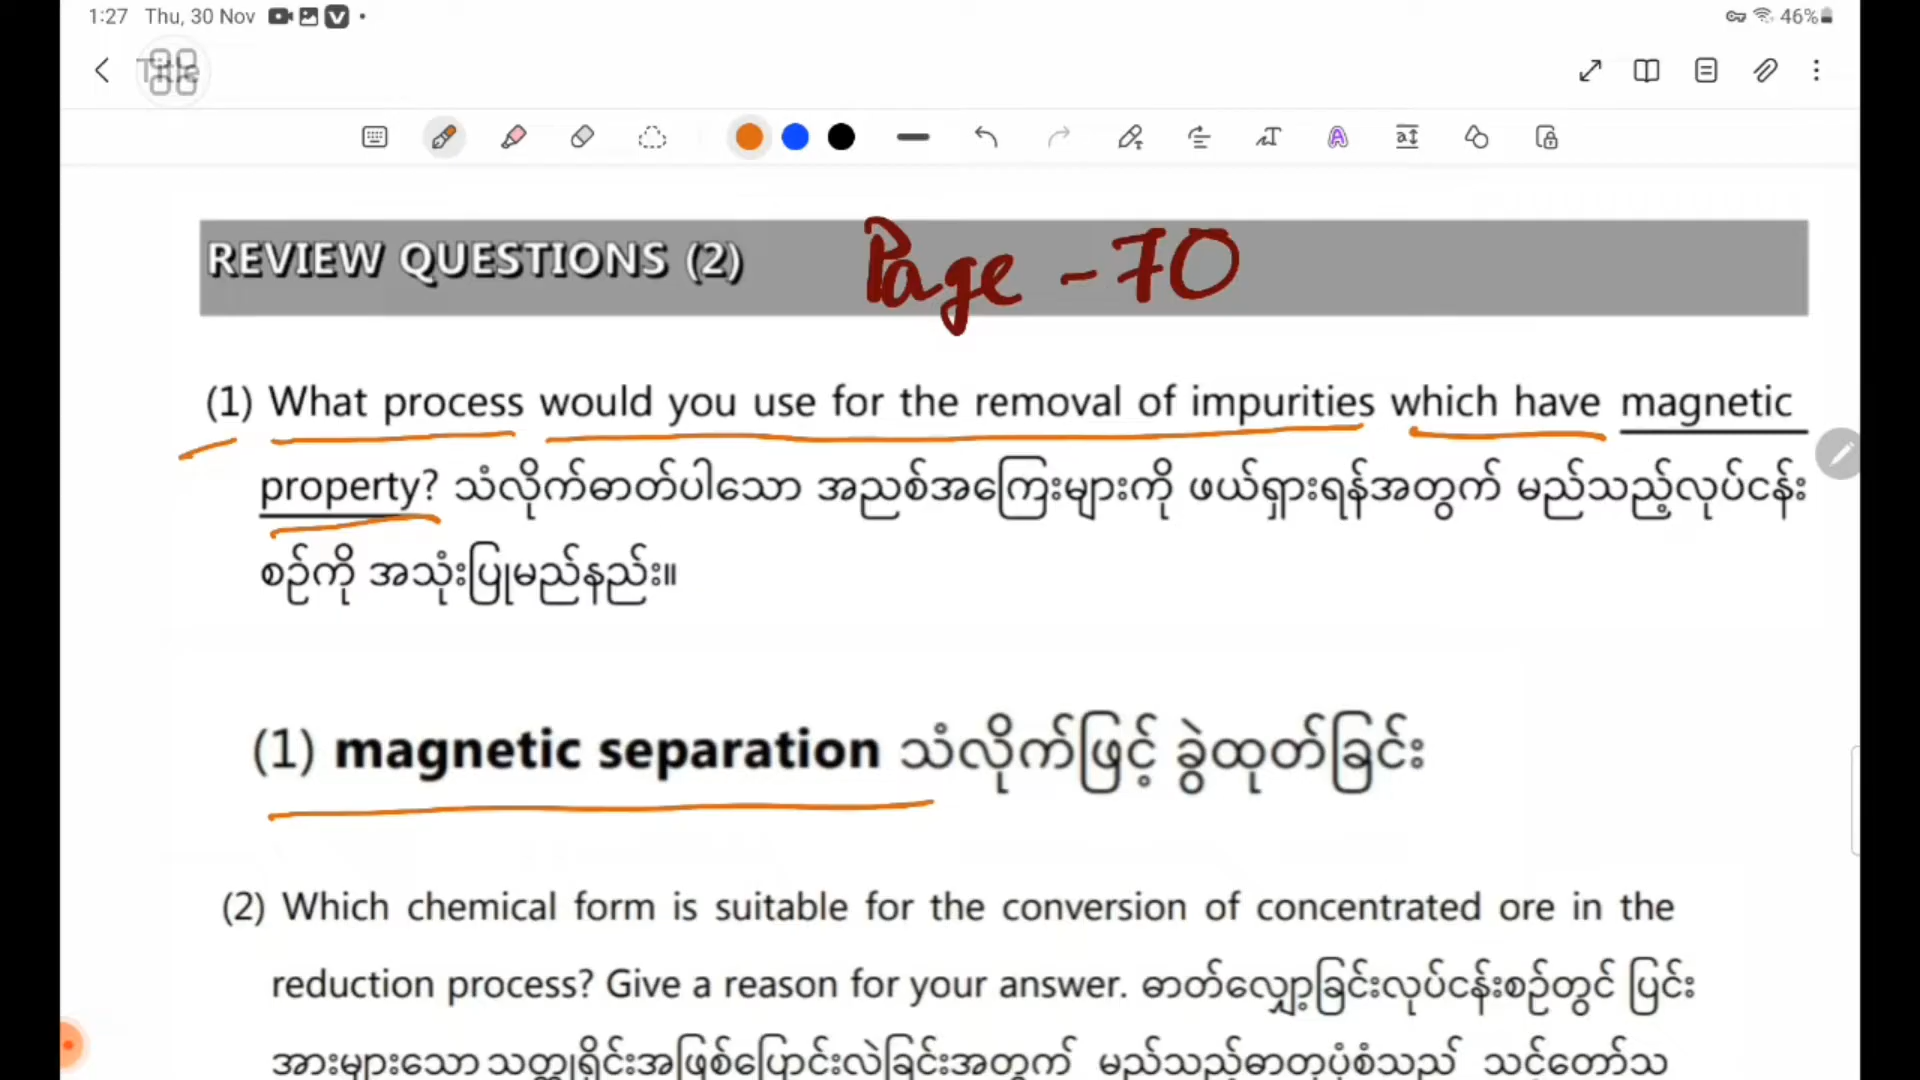 1:27 Thu, 30 Nov 46%
Title
REVIEW QUESTIONS (2) Page - 70
(1) What process would you use for the removal of impurities which have magnetic
property? သံလိုက်ဓာတ်ပါသော အညစ်အကြေးများကို ဖယ်ရှားရန်အတွက် မည်သည့်လုပ်ငန်း
စဉ်ကို အသုံးပြုမည်နည်း။
(1) magnetic separation သံလိုက်ဖြင့် ခွဲထုတ်ခြင်း
(2) Which chemical form is suitable for the conversion of concentrated ore in the
reduction process? Give a reason for your answer. ဓာတ်လျှော့ခြင်းလုပ်ငန်းစဉ်တွင် ပြင်း
အားများသော သတ္တုရိုင်းအဖြစ်ပြောင်းလဲခြင်းအတွက် မည်သည့်ဓာတုပုံစံသည် သင့်တော်သ